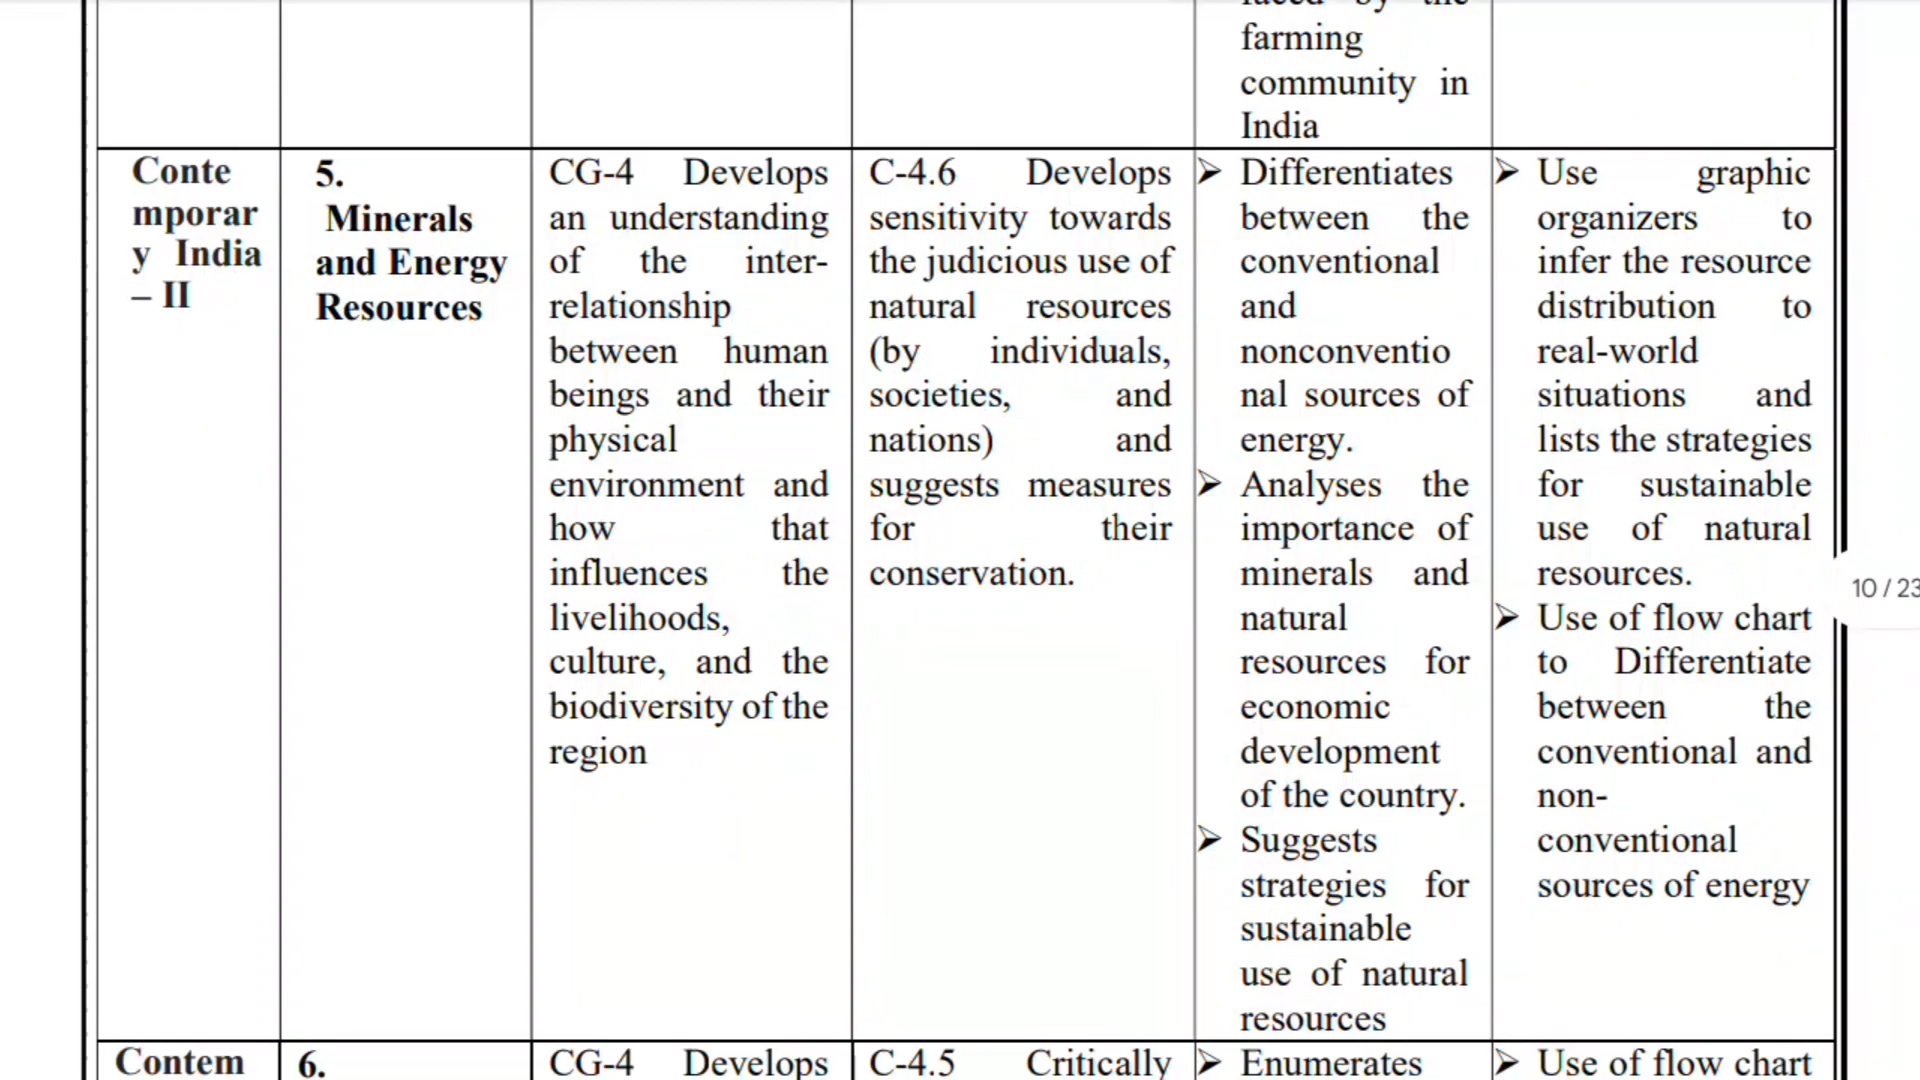 farming
community in
India
Conte
mporar
y India
– II
5.
Minerals
and Energy
Resources
CG-4 Develops
an understanding
of the inter-
relationship
between human
beings and their
physical
environment and
how that
influences the
livelihoods,
culture, and the
biodiversity of the
region
C-4.6 Develops
sensitivity towards
the judicious use of
natural resources
(by individuals,
societies, and
nations) and
suggests measures
for their
conservation.
➢ Differentiates
between the
conventional
and
nonconventio
nal sources of
energy.
➢ Analyses the
importance of
minerals and
natural
resources for
economic
development
of the country.
➢ Suggests
strategies for
sustainable
use of natural
resources
➢ Use graphic
organizers to
infer the resource
distribution to
real-world
situations and
lists the strategies
for sustainable
use of natural
resources.
➢ Use of flow chart
to Differentiate
between the
conventional and
non-
conventional
sources of energy
10 / 23
Contem
6.
CG-4 Develops
C-4.5 Critically
➢ Enumerates
➢ Use of flow chart